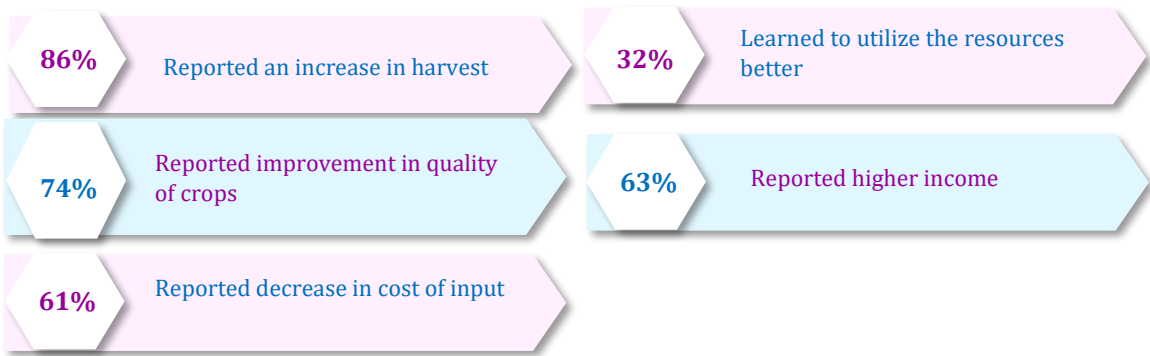 86%
Reported an increase in harvest
74%
Reported improvement in quality
of crops
61%
Reported decrease in cost of input
32%
Learned to utilize the resources
better
63%
Reported higher income